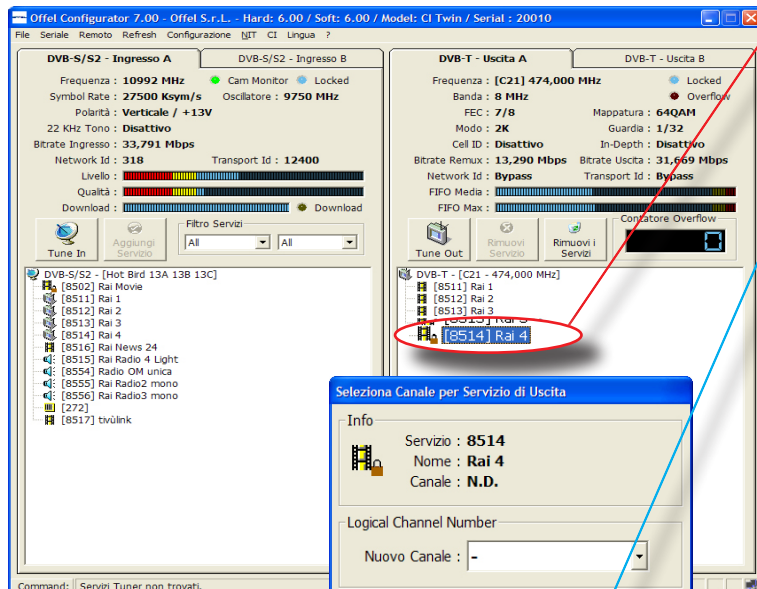 Offel Configurator 7.00 - Offel S.r.L. - Hard: 6.00 / Soft: 6.00 / Model: CI Twin / Serial : 20010
File Seriale Remoto Refresh Configurazione NIT CI Lingua ?
DVB-S/S2 - Ingresso A
DVB-S/S2 - Ingresso B
Frequenza : 10992 MHz Cam Monitor Locked
Symbol Rate : 27500 Ksym/s Oscillatore : 9750 MHz
Polarità : Verticale / +13V
22 KHz Tono : Disattivo
Bitrate Ingresso : 33,791 Mbps
Network Id : 318 Transport Id : 12400
Livello :
Qualità :
Download : Download
Tune In
Aggiungi Servizio
Filtro Servizi
All All
DVB-S/S2 - [Hot Bird 13A 13B 13C]
[8502] Rai Movie
[8511] Rai 1
[8512] Rai 2
[8513] Rai 3
[8514] Rai 4
[8516] Rai News 24
[8515] Rai Radio 4 Light
[8554] Radio OM unica
[8555] Rai Radio2 mono
[8556] Rai Radio3 mono
[272]
[8517] tivùlink
DVB-T - Uscita A
DVB-T - Uscita B
Frequenza : [C21] 474,000 MHz Locked
Banda : 8 MHz Overflow
FEC : 7/8 Mappatura : 64QAM
Modo : 2K Guardia : 1/32
Cell ID : Disattivo In-Depth : Disattivo
Bitrate Remux : 13,290 Mbps Bitrate Uscita : 31,669 Mbps
Network Id : Bypass Transport Id : Bypass
FIFO Media :
FIFO Max :
Tune Out
Rimuovi Servizio
Rimuovi i Servizi
Contatore Overflow
0
DVB-T - [C21 - 474,000 MHz]
[8511] Rai 1
[8512] Rai 2
[8513] Rai 3
[8514] Rai 4
Seleziona Canale per Servizio di Uscita
Info
Servizio : 8514
Nome : Rai 4
Canale : N.D.
Logical Channel Number
Nuovo Canale : -
Command: Servizi Tuner non trovati.